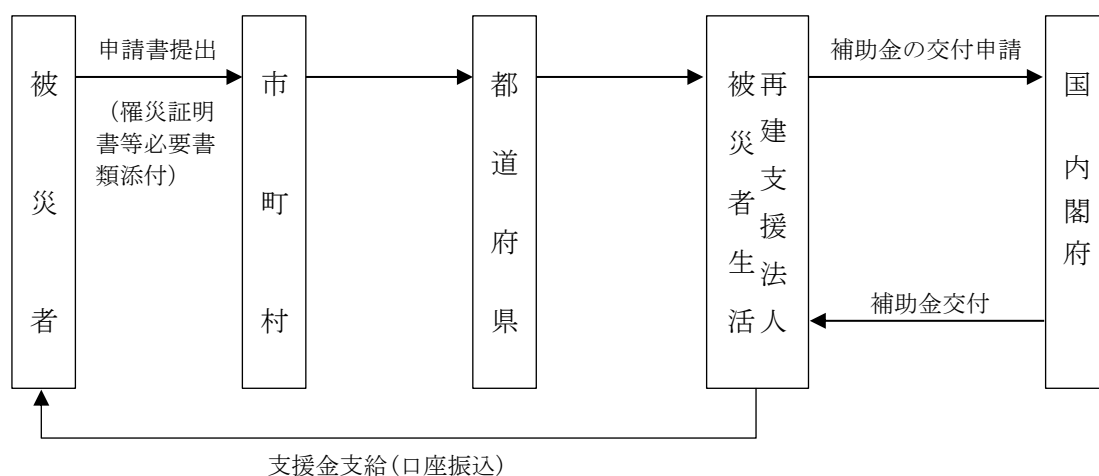 被災者
申請書提出
（罹災証明
書等必要書
類添付）
市町村
都道府県
被災者生活
再建支援法人
補助金の交付申請
補助金交付
国 内閣府
支援金支給(口座振込)